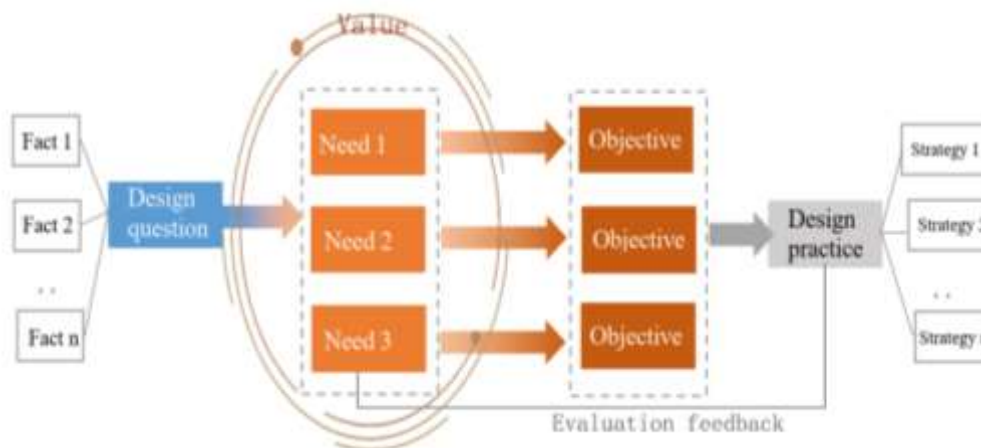 Value
Fact 1
Fact 2
. .
Fact n
Design
question
Need 1
Need 2
Need 3
Objective
Objective
Objective
Design
practice
Strategy 1
Strategy
. .
Strategy
Evaluation feedback